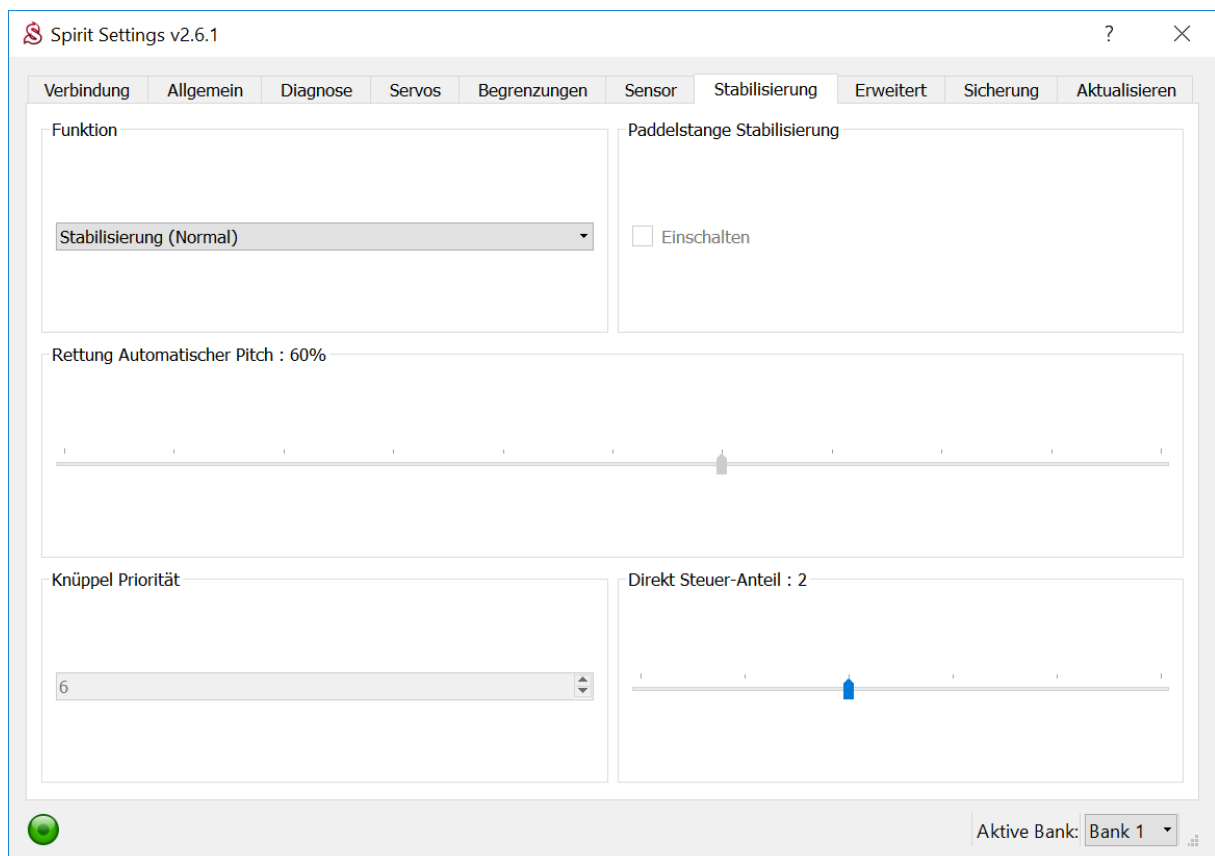 Spirit Settings v2.6.1 ?
Verbindung Allgemein Diagnose Servos Begrenzungen Sensor Stabilisierung Erweitert Sicherung Aktualisieren
Funktion
Stabilisierung (Normal)
Paddelstange Stabilisierung
Einschalten
Rettung Automatischer Pitch : 60%
Knüppel Priorität
6
Direkt Steuer-Anteil : 2
Aktive Bank: Bank 1